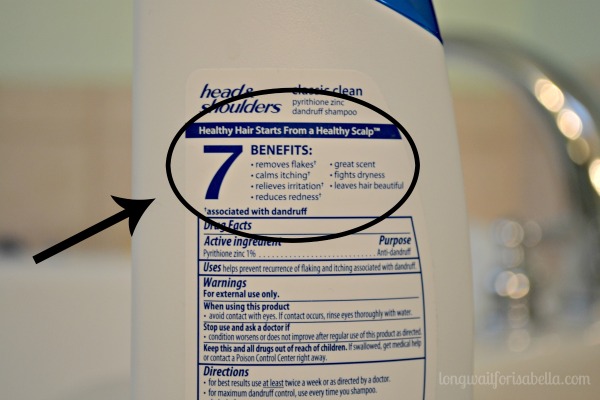 head& classic clean
shoulders pyrithione zinc
dandruff shampoo
Healthy Hair Starts From a Healthy Scalp™
7 BENEFITS:
• removes flakes† • great scent
• calms itching† • fights dryness
• relieves irritation† • leaves hair beautiful
• reduces redness†
†associated with dandruff
Drug Facts
Active ingredient Purpose
Pyrithione zinc 1% Anti-dandruff
Uses helps prevent recurrence of flaking and itching associated with dandruff.
Warnings
For external use only.
When using this product
• avoid contact with eyes. If contact occurs, rinse eyes thoroughly with water.
Stop use and ask a doctor if
• condition worsens or does not improve after regular use of this product as directed.
Keep this and all drugs out of reach of children. If swallowed, get medical help
or contact a Poison Control Center right away.
Directions
• for best results use at least twice a week or as directed by a doctor.
• for maximum dandruff control, use every time you shampoo.
longwaitforisabella.com